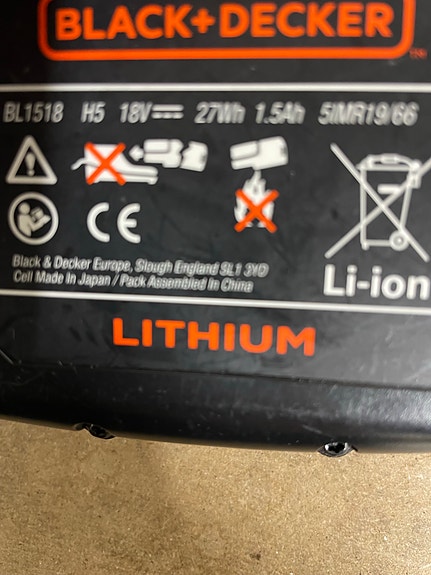 BLACK+DECKER
TM
BL1518 H5 18V⎓ 27Wh 1.5Ah 5IMR19/66
CE
Black & Decker Europe, Slough England SL1 3YD
Cell Made In Japan / Pack Assembled In China
Li-ion
LITHIUM